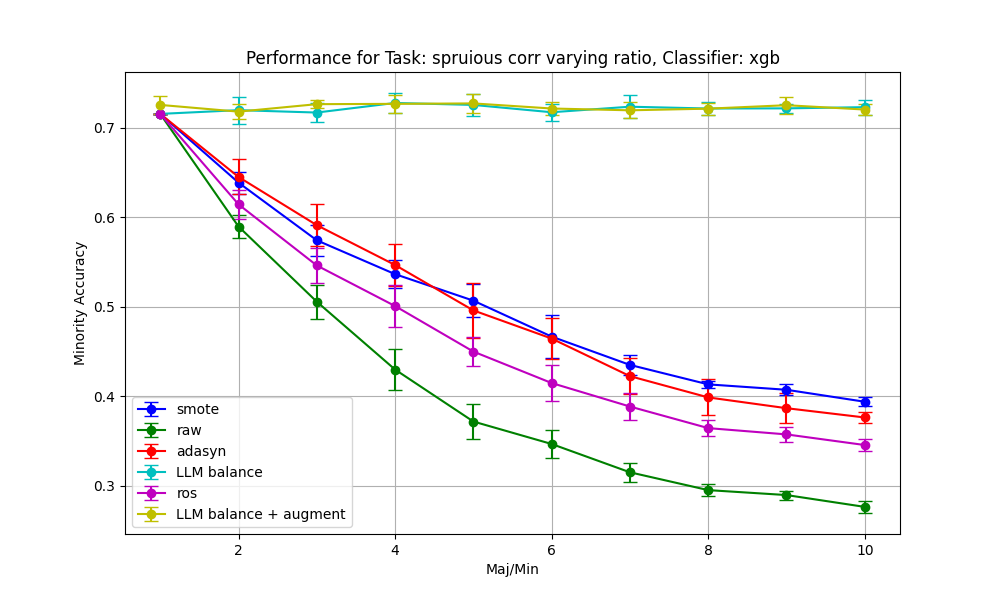 Performance for Task: spruious corr varying ratio, Classifier: xgb
Minority Accuracy
0.7
0.6
0.5
0.4
0.3
smote
raw
adasyn
LLM balance
ros
LLM balance + augment
2
4
6
8
10
Maj/Min